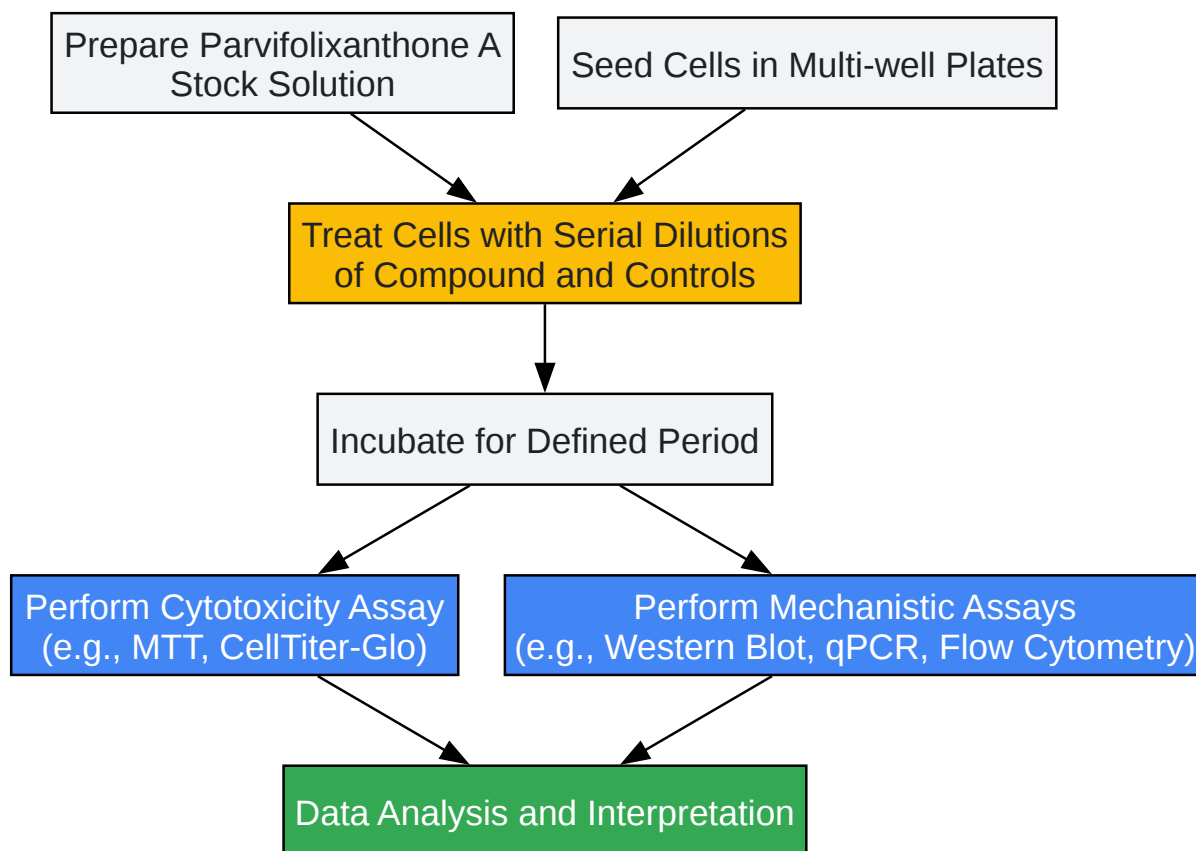 Prepare Parvifolixanthone A
Stock Solution
Seed Cells in Multi-well Plates
Treat Cells with Serial Dilutions
of Compound and Controls
Incubate for Defined Period
Perform Cytotoxicity Assay
(e.g., MTT, CellTiter-Glo)
Perform Mechanistic Assays
(e.g., Western Blot, qPCR, Flow Cytometry)
Data Analysis and Interpretation